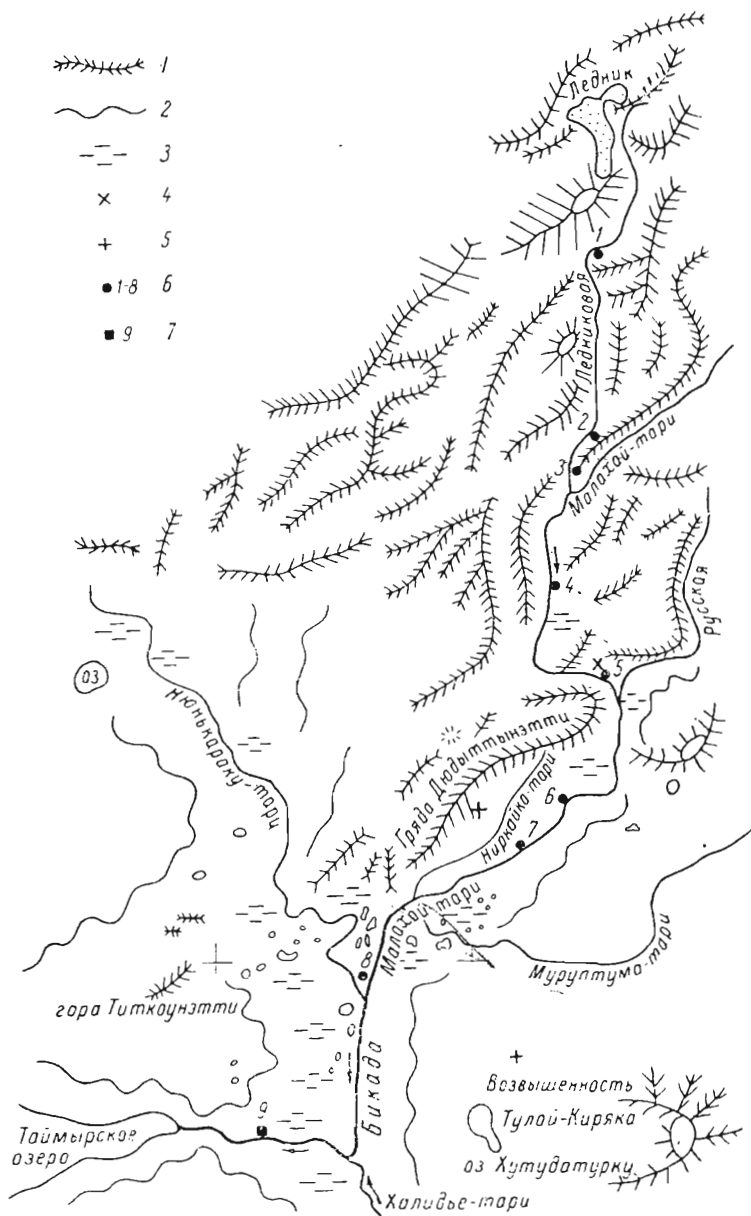 1
2
3
4
5
1-8 6
9 7
Ледник
1
Ледниковая
2
3
Малахой-тари
4
Русская
5
ОЗ
Нюнькараку-тари
Гряда Дюдыттынэтти
Ниркайка-тари
6
7
Малахой-тари
8
Муруптума-тари
гора Титкоунэтти
Бикада
Возвышенность
Тулай-Киряка
оз Хутудатурку
9
Таймырское
озеро
Халидье-тари